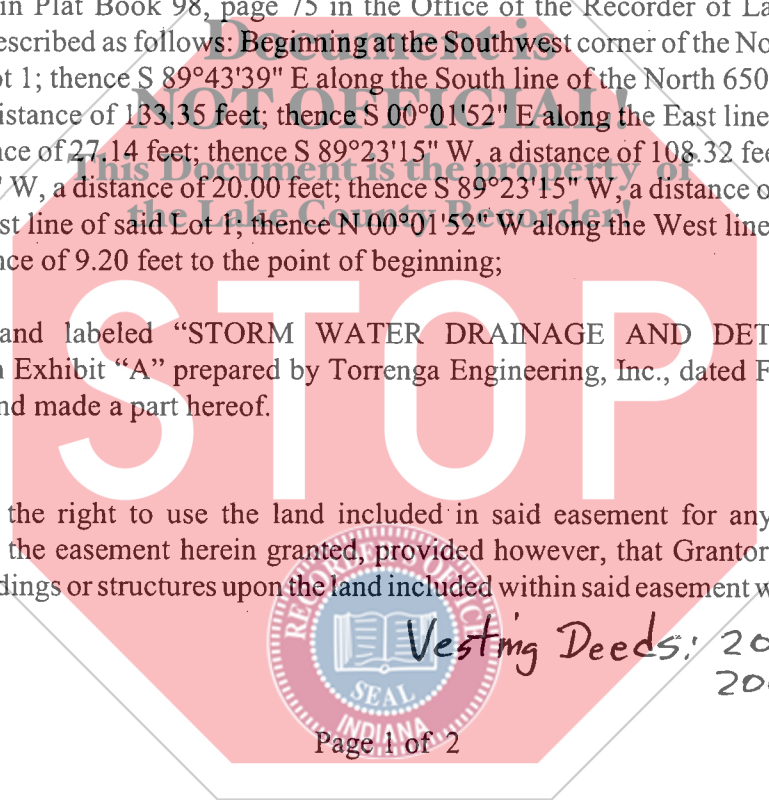 in Plat Book 98, page 75 in the Office of the Recorder of La
escribed as follows: Beginning at the Southwest corner of the No
ot 1; thence S 89°43'39" E along the South line of the North 650
istance of 133.35 feet; thence S 00°01'52" E along the East line
nce of 27.14 feet; thence S 89°23'15" W, a distance of 108.32 fee
" W, a distance of 20.00 feet; thence S 89°23'15" W, a distance o
st line of said Lot 1; thence N 00°01'52" W along the West line
nce of 9.20 feet to the point of beginning;
Document is
NOT OFFICIAL!
This Document is the property of
the Lake County Recorder!
and labeled “STORM WATER DRAINAGE AND DET
n Exhibit “A” prepared by Torrenga Engineering, Inc., dated F
nd made a part hereof.
STOP
the right to use the land included in said easement for any
the easement herein granted, provided however, that Grantor
dings or structures upon the land included within said easement w
Vesting Deeds: 20
200
RECORDER'S OFFICE
SEAL
INDIANA
Page 1 of 2